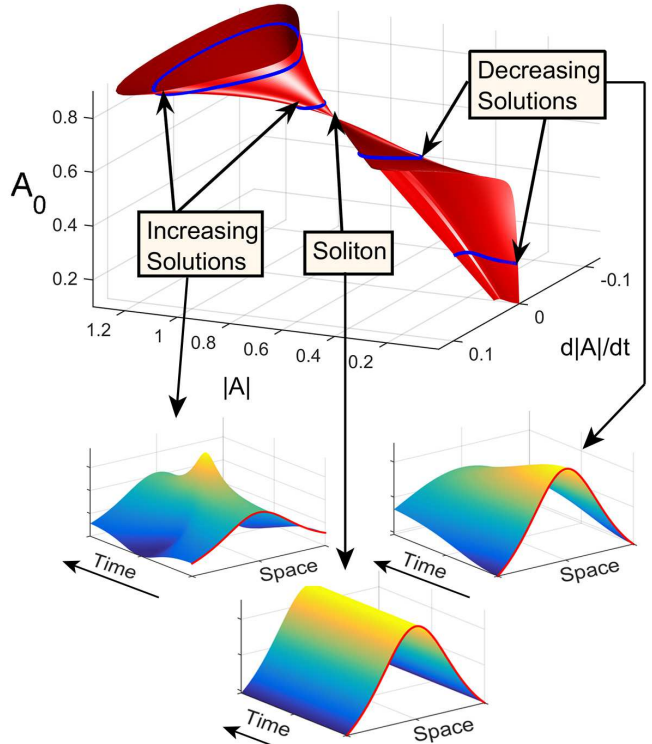 Decreasing
Solutions
0.8
0.6
0.4
0.2
A0
Increasing
Solutions
Soliton
-0.1
0
0.1
d|A|/dt
1.2
1
0.8
0.6
0.4
0.2
|A|
Time
Space
Time
Space
Time
Space